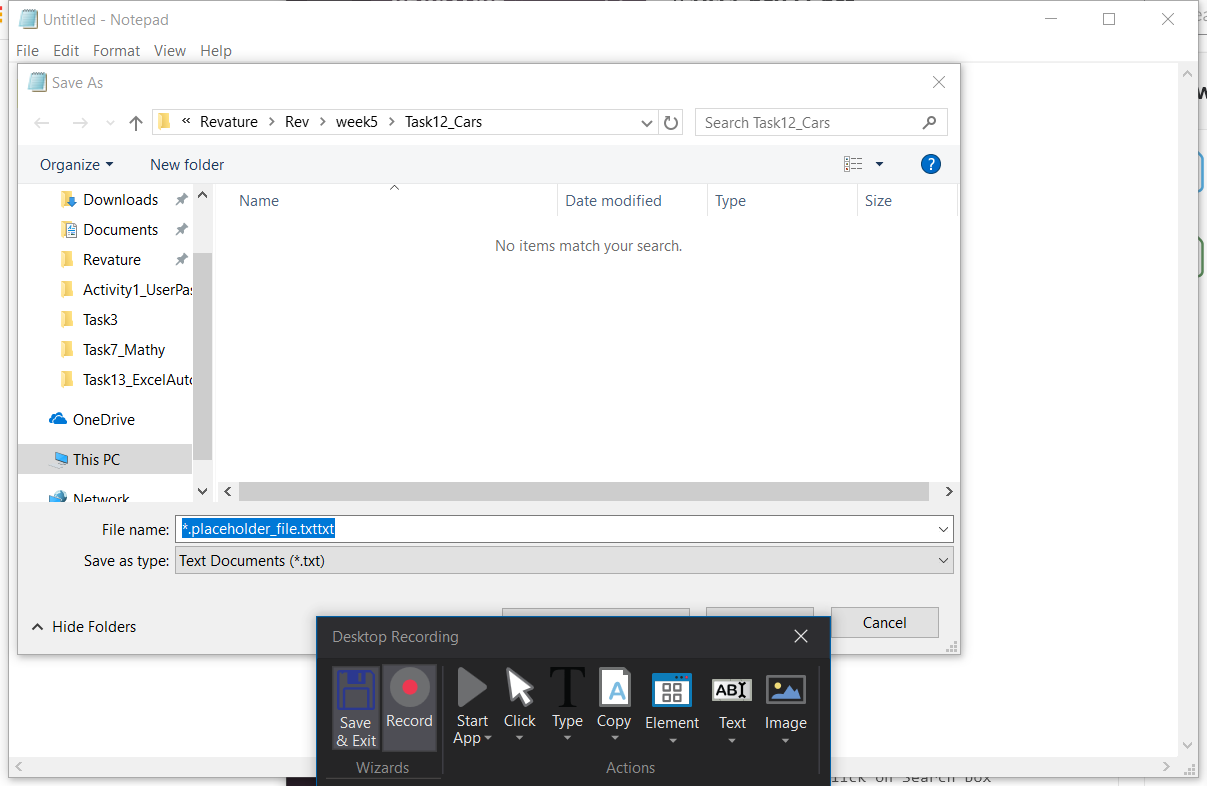 Untitled - Notepad
File Edit Format View Help
Save As
« Revature > Rev > week5 > Task12_Cars
Search Task12_Cars
Organize New folder
?
Downloads
Documents
Revature
Activity1_UserPas
Task3
Task7_Mathy
Task13_ExcelAuto
OneDrive
This PC
Network
Name Date modified Type Size
No items match your search.
File name: *.placeholder_file.txttxt
Save as type: Text Documents (*.txt)
Hide Folders
Cancel
Desktop Recording
Save & Exit
Record
Wizards
Start App
Click
Type
Copy
Element
Text
Image
Actions
lick on Search box